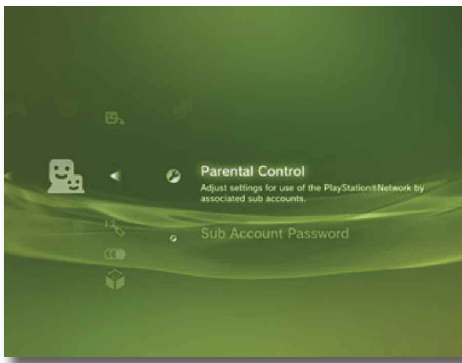 Parental Control
Adjust settings for use of the PlayStation®Network by
associated sub accounts.
Sub Account Password